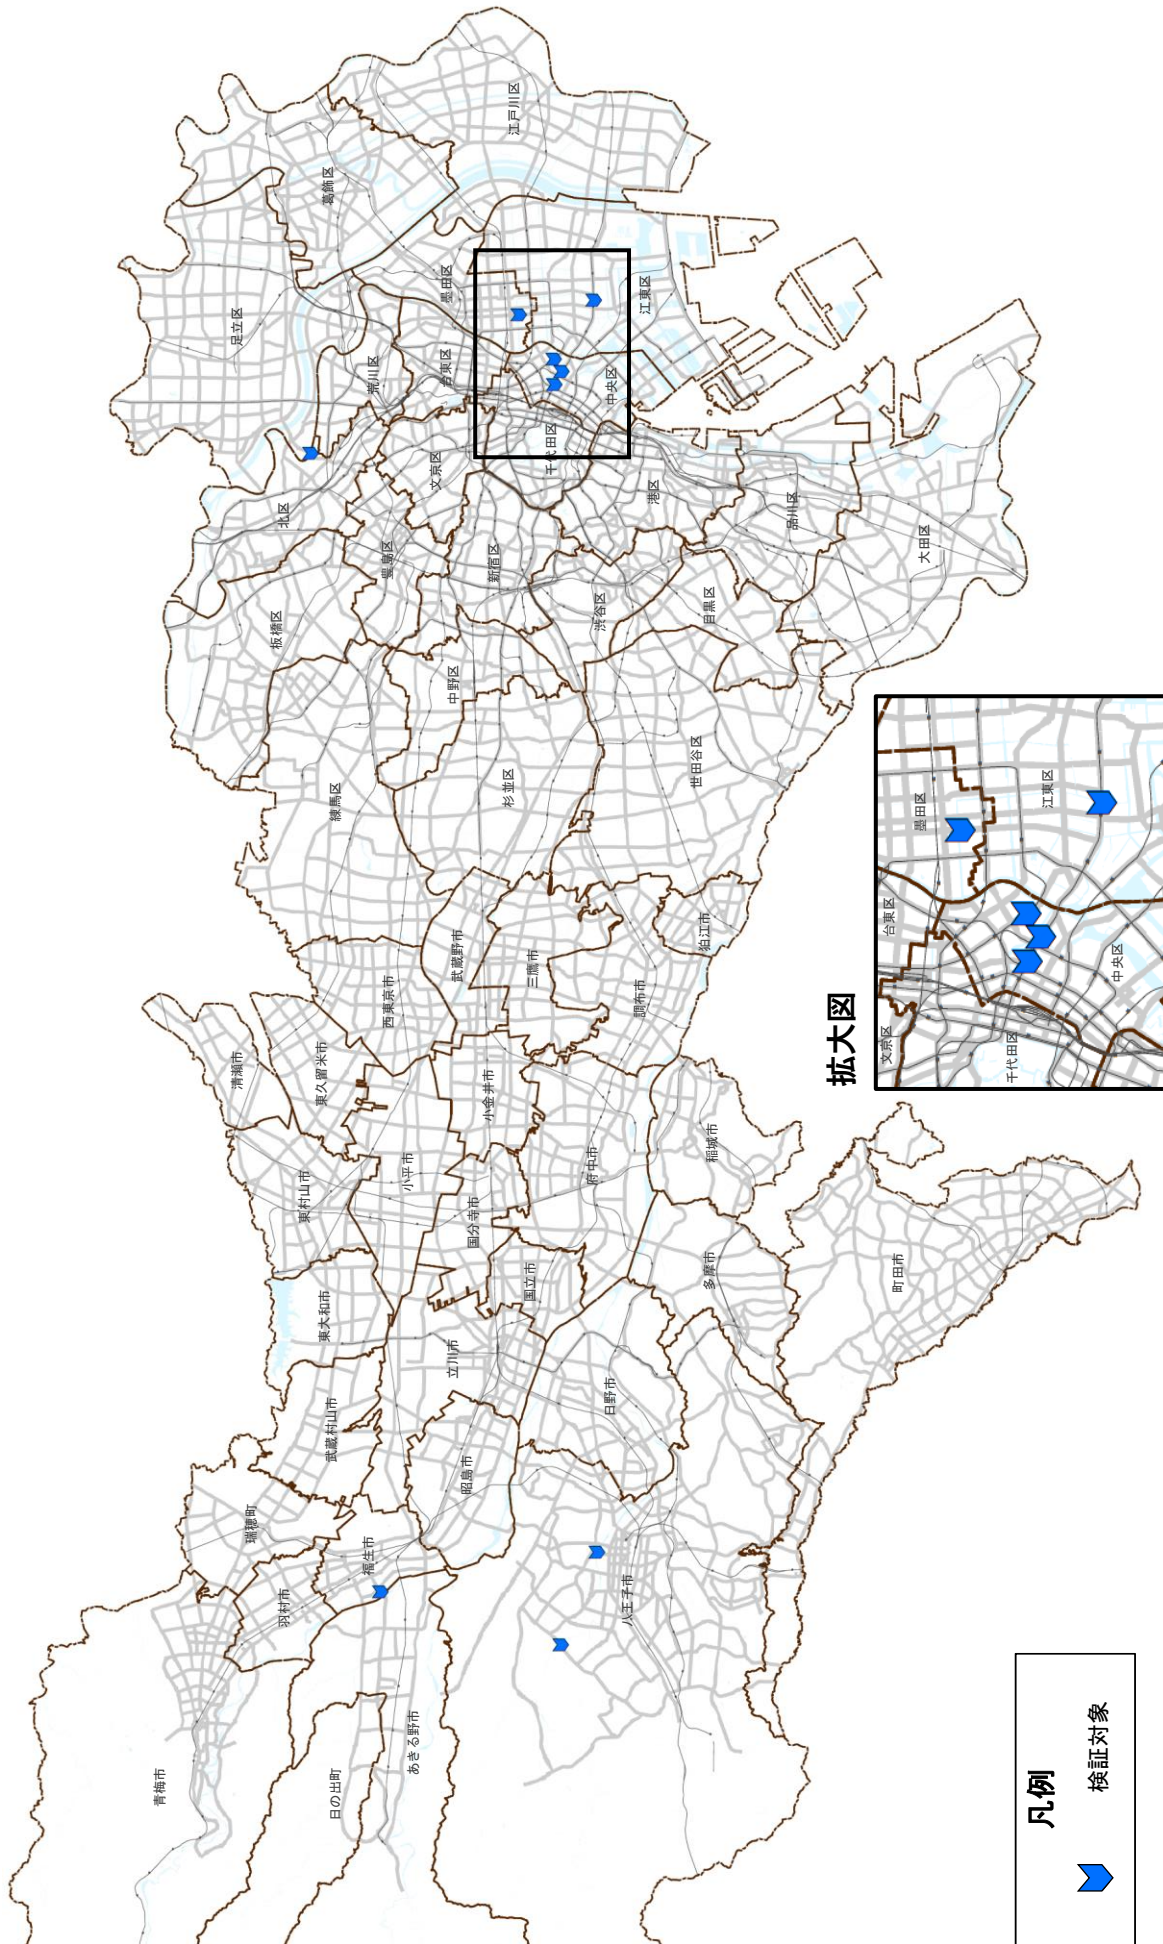 青梅市
日の出町
あきる野市
羽村市
瑞穂町
福生市
武蔵村山市
昭島市
八王子市
東大和市
立川市
日野市
東村山市
小平市
国分寺市
国立市
府中市
多摩市
町田市
稲城市
清瀬市
東久留米市
西東京市
小金井市
武蔵野市
三鷹市
調布市
狛江市
練馬区
杉並区
世田谷区
板橋区
中野区
北区
豊島区
新宿区
渋谷区
目黒区
文京区
千代田区
港区
品川区
大田区
足立区
荒川区
台東区
墨田区
中央区
江東区
葛飾区
江戸川区
拡大図
文京区
千代田区
台東区
中央区
墨田区
江東区
凡例
検証対象